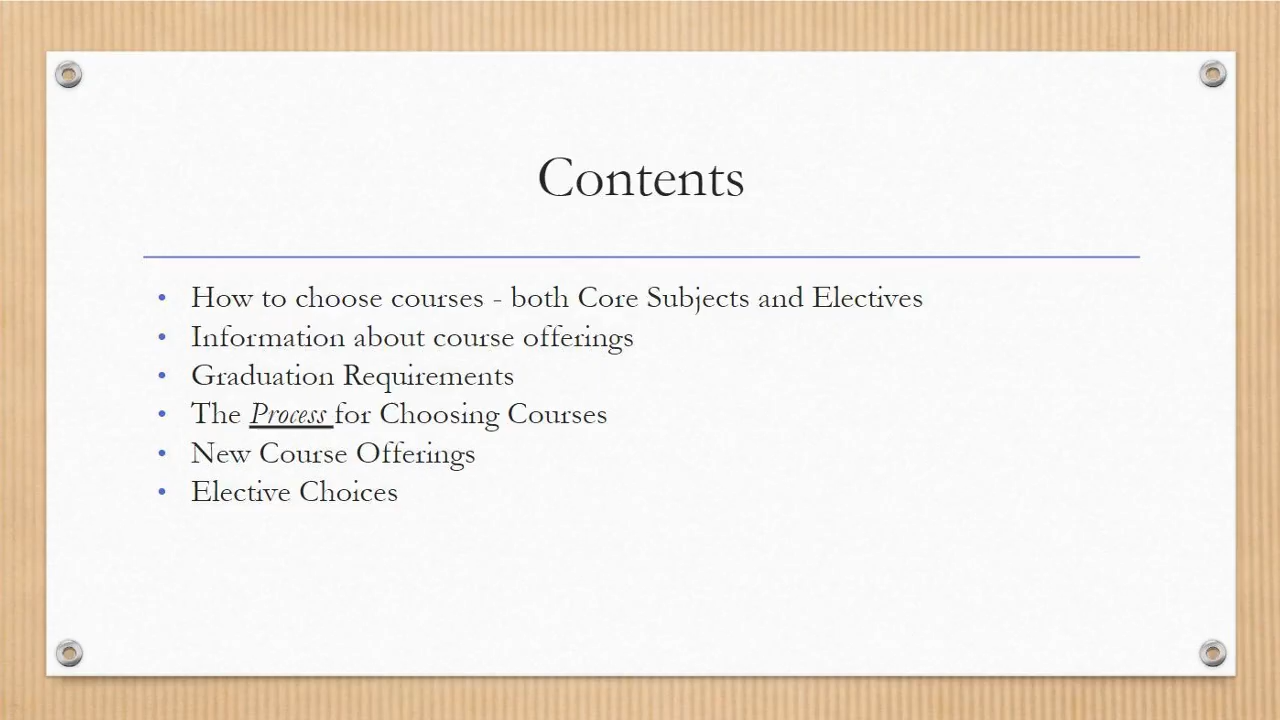 Contents
• How to choose courses - both Core Subjects and Electives
• Information about course offerings
• Graduation Requirements
• The Process for Choosing Courses
• New Course Offerings
• Elective Choices